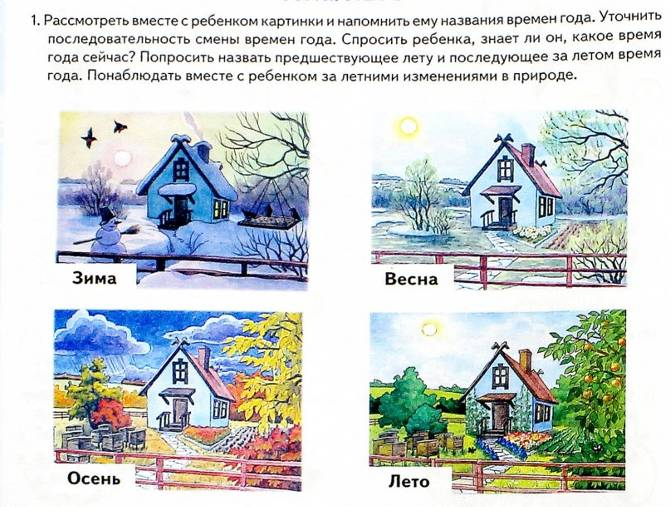 1. Рассмотреть вместе с ребенком картинки и напомнить ему названия времен года. Уточнить
последовательность смены времен года. Спросить ребенка, знает ли он, какое время
года сейчас? Попросить назвать предшествующее лету и последующее за летом время
года. Понаблюдать вместе с ребенком за летними изменениями в природе.
Зима
Весна
Осень
Лето